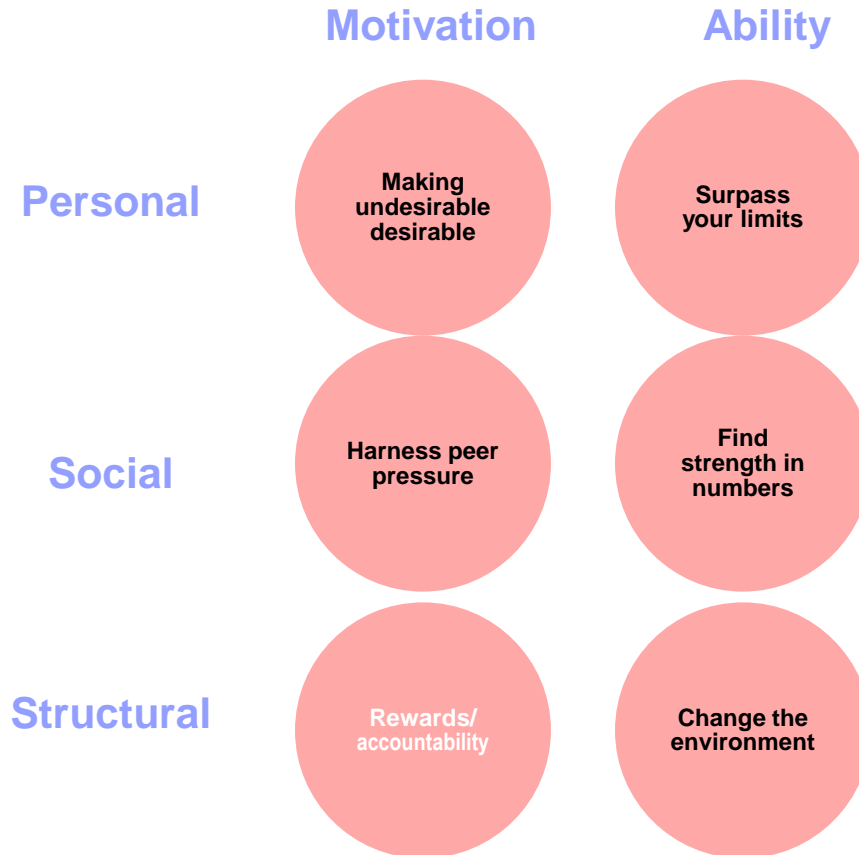 Motivation Ability
Personal
Making
undesirable
desirable
Surpass
your limits
Social
Harness peer
pressure
Find
strength in
numbers
Structural
Rewards/
accountability
Change the
environment